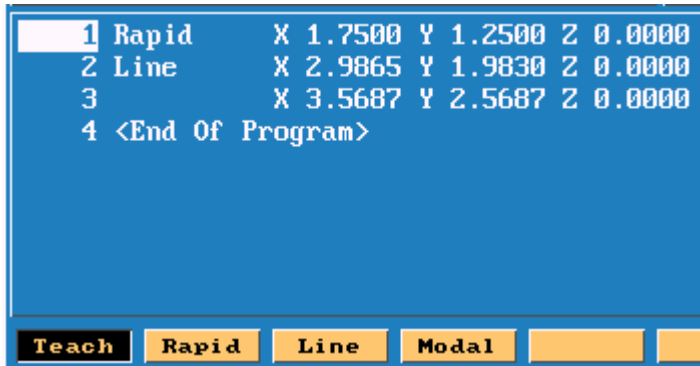 1 Rapid X 1.7500 Y 1.2500 Z 0.0000
2 Line X 2.9865 Y 1.9830 Z 0.0000
3 X 3.5687 Y 2.5687 Z 0.0000
4 <End Of Program>
Teach Rapid Line Modal